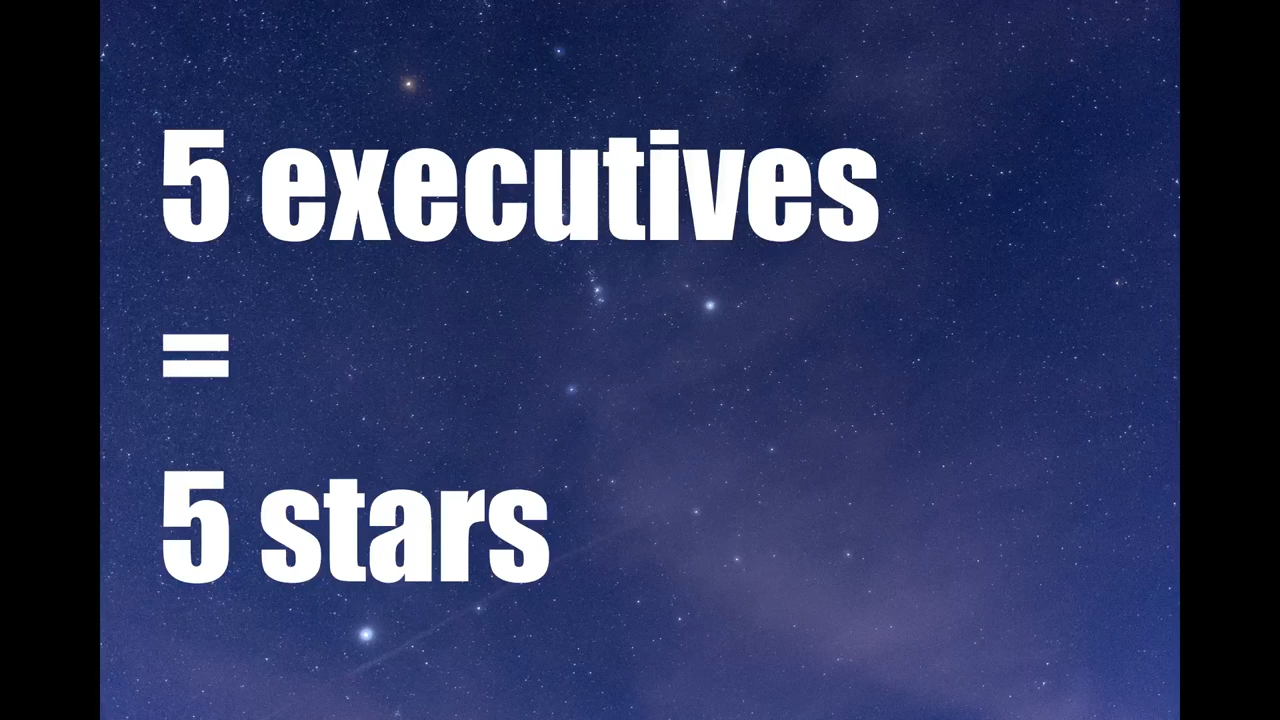 5 executives
=
5 stars